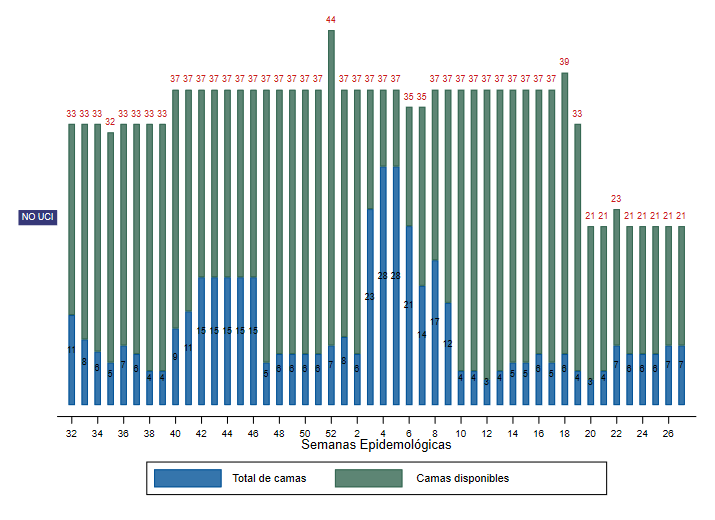 44
39
37 37 37 37 37 37 37 37 37 37 37 37 37 37 37 37 37 37 37 37 37 37 37 37 37 37 37
35 35
33 33 33 33 33 33 33 33
32
23
21 21 21 21 21 21 21
NO UCI
11 8 6 5 7 6 4 4 9 11 15 15 15 15 15 5 6 6 6 6 7 8 6 23 28 28 21 14 17 12 4 4 3 4 5 5 6 5 6 4 3 4 7 6 6 6 7 7
32 34 36 38 40 42 44 46 48 50 52 2 4 6 8 10 12 14 16 18 20 22 24 26
Semanas Epidemológicas
Total de camas Camas disponibles